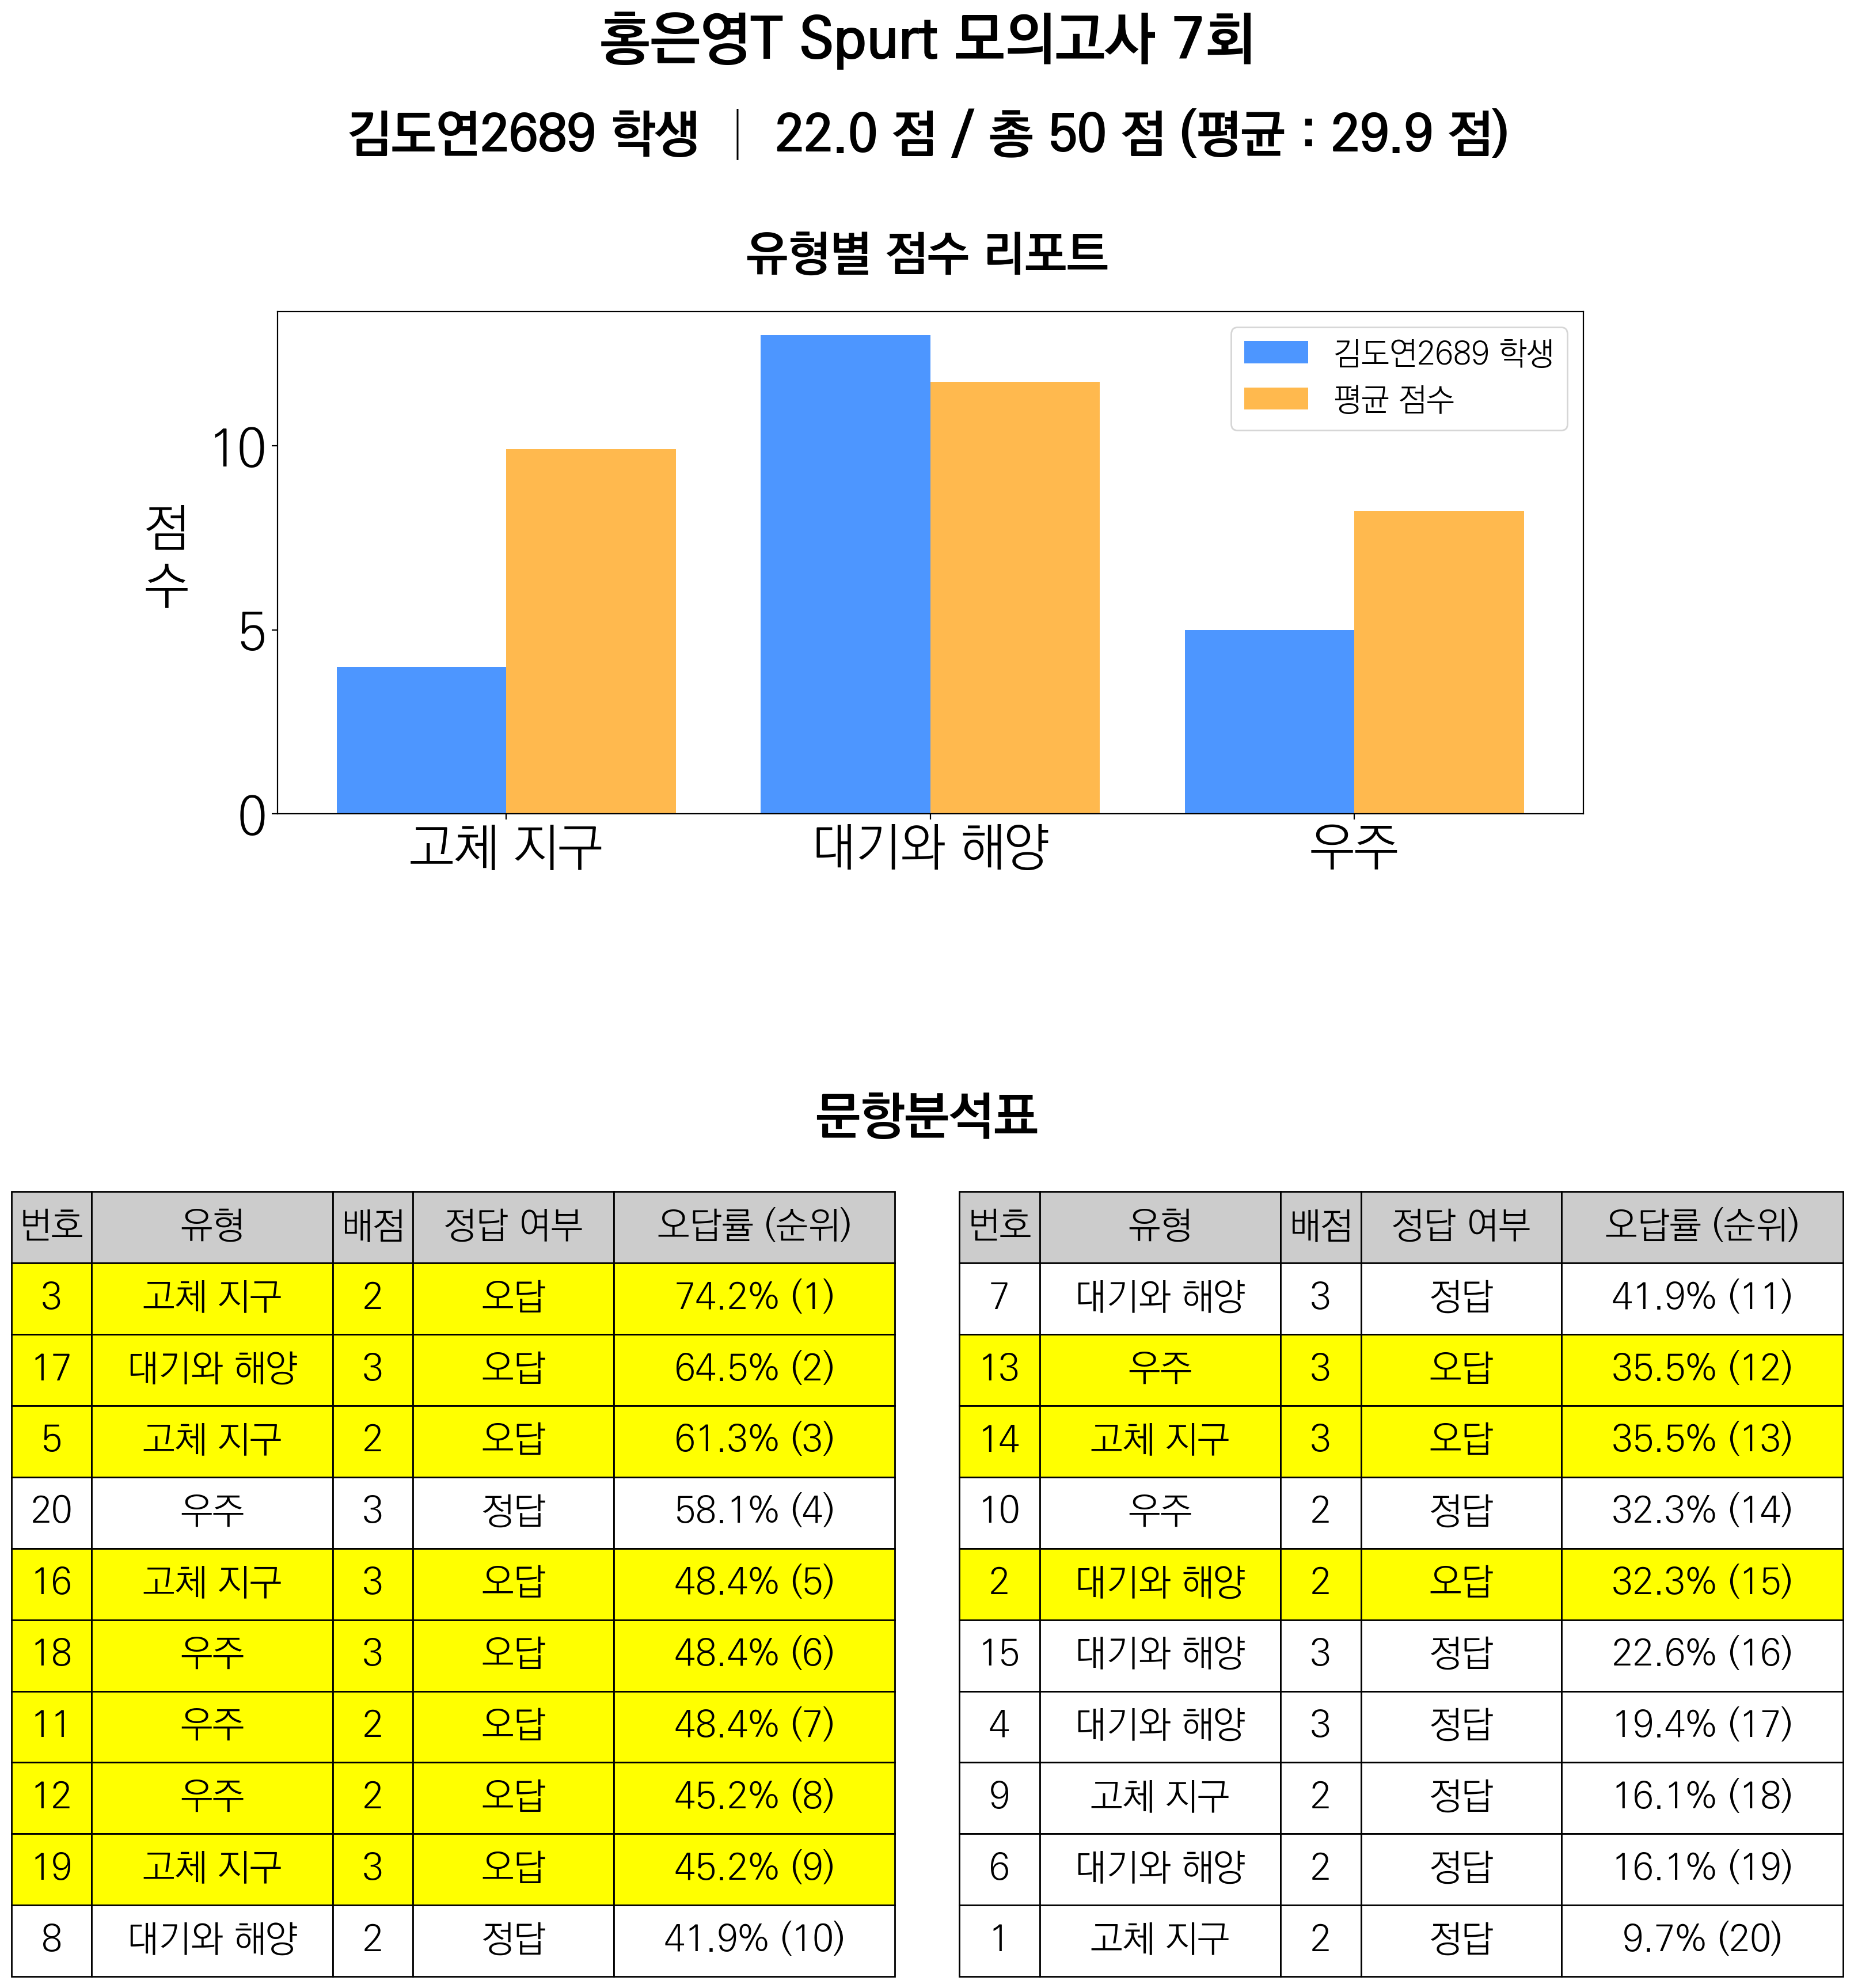 홍은영T Spurt 모의고사 7회
김도연2689 학생 | 22.0 점 / 총 50 점 (평균 : 29.9 점)
유형별 점수 리포트
김도연2689 학생
평균 점수
점
수
10
5
0
고체 지구 대기와 해양 우주
문항분석표
번호 유형 배점 정답 여부 오답률 (순위)
3 고체 지구 2 오답 74.2% (1)
17 대기와 해양 3 오답 64.5% (2)
5 고체 지구 2 오답 61.3% (3)
20 우주 3 정답 58.1% (4)
16 고체 지구 3 오답 48.4% (5)
18 우주 3 오답 48.4% (6)
11 우주 2 오답 48.4% (7)
12 우주 2 오답 45.2% (8)
19 고체 지구 3 오답 45.2% (9)
8 대기와 해양 2 정답 41.9% (10)
번호 유형 배점 정답 여부 오답률 (순위)
7 대기와 해양 3 정답 41.9% (11)
13 우주 3 오답 35.5% (12)
14 고체 지구 3 오답 35.5% (13)
10 우주 2 정답 32.3% (14)
2 대기와 해양 2 오답 32.3% (15)
15 대기와 해양 3 정답 22.6% (16)
4 대기와 해양 3 정답 19.4% (17)
9 고체 지구 2 정답 16.1% (18)
6 대기와 해양 2 정답 16.1% (19)
1 고체 지구 2 정답 9.7% (20)